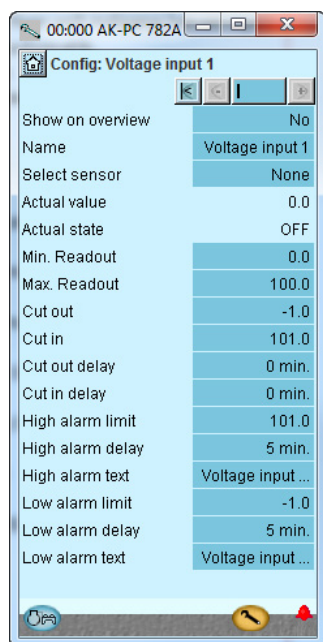 00:000 AK-PC 782A
Config: Voltage input 1
Show on overview No
Name Voltage input 1
Select sensor None
Actual value 0.0
Actual state OFF
Min. Readout 0.0
Max. Readout 100.0
Cut out -1.0
Cut in 101.0
Cut out delay 0 min.
Cut in delay 0 min.
High alarm limit 101.0
High alarm delay 5 min.
High alarm text Voltage input ...
Low alarm limit -1.0
Low alarm delay 5 min.
Low alarm text Voltage input ...